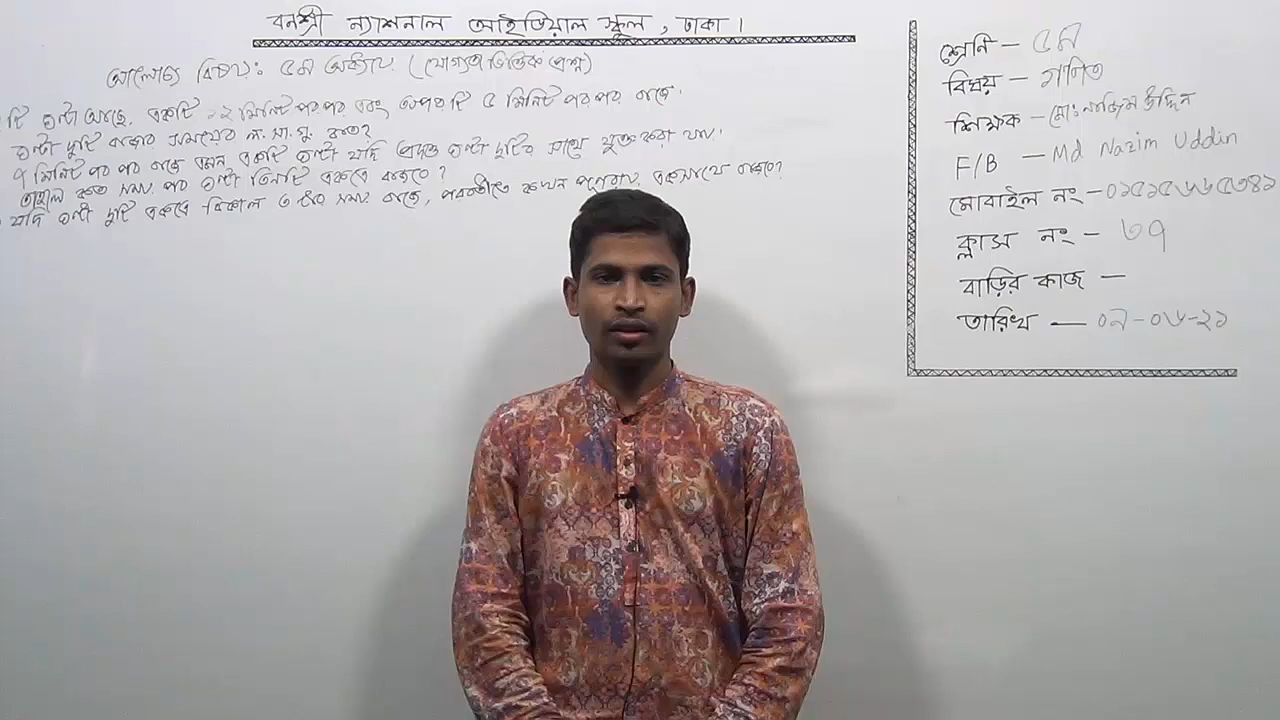 বনশ্রী ন্যাশনাল আইডিয়াল স্কুল, ঢাকা।
আলোচ্য বিষয়ঃ ৫ম অধ্যায় (যোগ্যতা ভিত্তিক প্রশ্ন)
টি ঘণ্টা আছে, একটি ১২ মিনিট পরপর এবং অপরটি ৫ মিনিট পরপর বাজে।
ঘণ্টা দুটি বাজার সময়ের ল. সা. গু. কত?
৭ মিনিট পর পর বাজে এমন একটি ঘণ্টা যদি প্রদত্ত ঘণ্টা দুটির সাথে যুক্ত করা হয়।
তাহলে কত সময় পর ঘণ্টা তিনটি একত্রে বাজবে?
যদি ঘণ্টা দুটি একত্রে বিকাল ৩ টার সময় বাজে, পরবর্তীতে কখন পুনরায় একসাথে বাজবে?
শ্রেণি – ৫ম
বিষয় – গণিত
শিক্ষক – মোঃ নাজিম উদ্দিন
F/B – Md Nazim Uddin
মোবাইল নং – ০১৫১৫৬৬৫৩৪১
ক্লাস নং – ৩৭
বাড়ির কাজ –
তারিখ – ০৯-০৬-২১